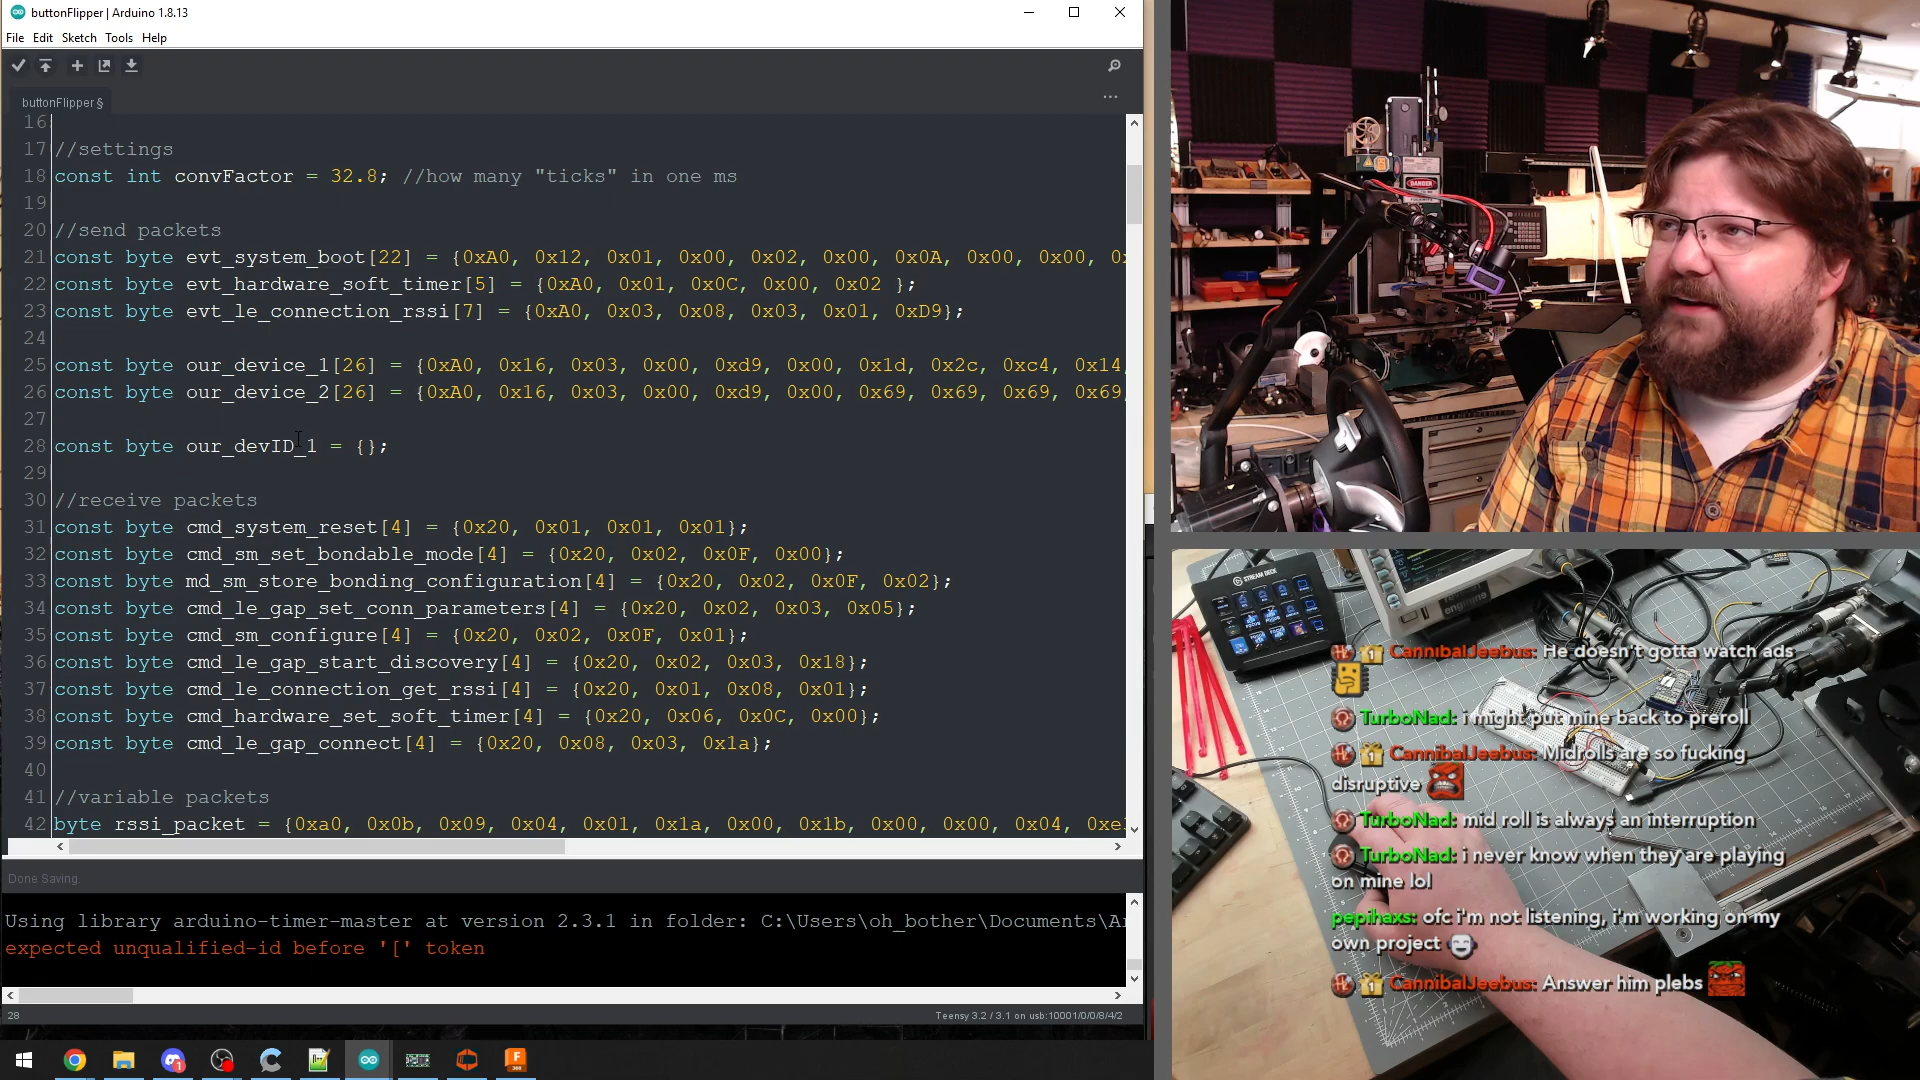 buttonFlipper | Arduino 1.8.13
File Edit Sketch Tools Help
buttonFlipper §
16
17 //settings
18 const int convFactor = 32.8; //how many "ticks" in one ms
19
20 //send packets
21 const byte evt_system_boot[22] = {0xA0, 0x12, 0x01, 0x00, 0x02, 0x00, 0x0A, 0x00, 0x00, 0
22 const byte evt_hardware_soft_timer[5] = {0xA0, 0x01, 0x0C, 0x00, 0x02 };
23 const byte evt_le_connection_rssi[7] = {0xA0, 0x03, 0x08, 0x03, 0x01, 0xD9};
24
25 const byte our_device_1[26] = {0xA0, 0x16, 0x03, 0x00, 0xd9, 0x00, 0x1d, 0x2c, 0xc4, 0x14,
26 const byte our_device_2[26] = {0xA0, 0x16, 0x03, 0x00, 0xd9, 0x00, 0x69, 0x69, 0x69, 0x69,
27
28 const byte our_devID_1 = {};
29
30 //receive packets
31 const byte cmd_system_reset[4] = {0x20, 0x01, 0x01, 0x01};
32 const byte cmd_sm_set_bondable_mode[4] = {0x20, 0x02, 0x0F, 0x00};
33 const byte md_sm_store_bonding_configuration[4] = {0x20, 0x02, 0x0F, 0x02};
34 const byte cmd_le_gap_set_conn_parameters[4] = {0x20, 0x02, 0x03, 0x05};
35 const byte cmd_sm_configure[4] = {0x20, 0x02, 0x0F, 0x01};
36 const byte cmd_le_gap_start_discovery[4] = {0x20, 0x02, 0x03, 0x18};
37 const byte cmd_le_connection_get_rssi[4] = {0x20, 0x01, 0x08, 0x01};
38 const byte cmd_hardware_set_soft_timer[4] = {0x20, 0x06, 0x0C, 0x00};
39 const byte cmd_le_gap_connect[4] = {0x20, 0x08, 0x03, 0x1a};
40
41 //variable packets
42 byte rssi_packet = {0xa0, 0x0b, 0x09, 0x04, 0x01, 0x1a, 0x00, 0x1b, 0x00, 0x00, 0x04, 0xe
Done Saving.
Using library arduino-timer-master at version 2.3.1 in folder: C:\Users\oh_bother\Documents\Ar
expected unqualified-id before '[' token
28
Teensy 3.2 / 3.1 on usb:10001/0/0/8/4/2
DANGER
STREAM DECK
CannibalJeebus: He doesn't gotta watch ads
TurboNad: i might put mine back to preroll
CannibalJeebus: Midrolls are so fucking
disruptive
TurboNad: mid roll is always an interruption
TurboNad: i never know when they are playing
on mine lol
pepihaxs: ofc i'm not listening, i'm working on my
own project
CannibalJeebus: Answer him plebs